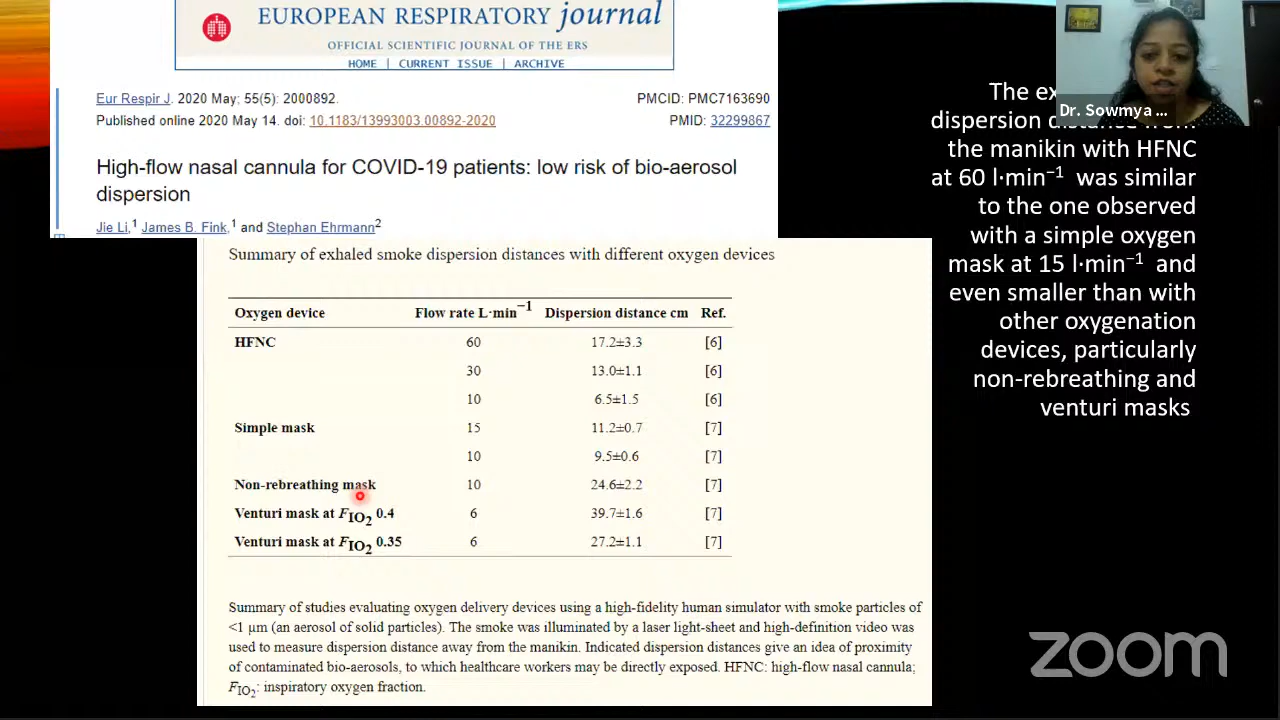 EUROPEAN RESPIRATORY journal
OFFICIAL SCIENTIFIC JOURNAL OF THE ERS
HOME | CURRENT ISSUE | ARCHIVE
Eur Respir J. 2020 May; 55(5): 2000892.
PMCID: PMC7163690
Published online 2020 May 14. doi: 10.1183/13993003.00892-2020
PMID: 32299867
High-flow nasal cannula for COVID-19 patients: low risk of bio-aerosol
dispersion
Jie Li,1 James B. Fink,1 and Stephan Ehrmann2
Summary of exhaled smoke dispersion distances with different oxygen devices
Oxygen device Flow rate L·min−1 Dispersion distance cm Ref.
HFNC 60 17.2±3.3 [6]
30 13.0±1.1 [6]
10 6.5±1.5 [6]
Simple mask 15 11.2±0.7 [7]
10 9.5±0.6 [7]
Non-rebreathing mask 10 24.6±2.2 [7]
Venturi mask at FIO2 0.4 6 39.7±1.6 [7]
Venturi mask at FIO2 0.35 6 27.2±1.1 [7]
Summary of studies evaluating oxygen delivery devices using a high-fidelity human simulator with smoke particles of
<1 μm (an aerosol of solid particles). The smoke was illuminated by a laser light-sheet and high-definition video was
used to measure dispersion distance away from the manikin. Indicated dispersion distances give an idea of proximity
of contaminated bio-aerosols, to which healthcare workers may be directly exposed. HFNC: high-flow nasal cannula;
FIO2: inspiratory oxygen fraction.
Dr. Sowmya ...
The
dispersion
the manikin with HFNC
at 60 l·min−1 was similar
to the one observed
with a simple oxygen
mask at 15 l·min−1 and
even smaller than with
other oxygenation
devices, particularly
non-rebreathing and
venturi masks
zoom